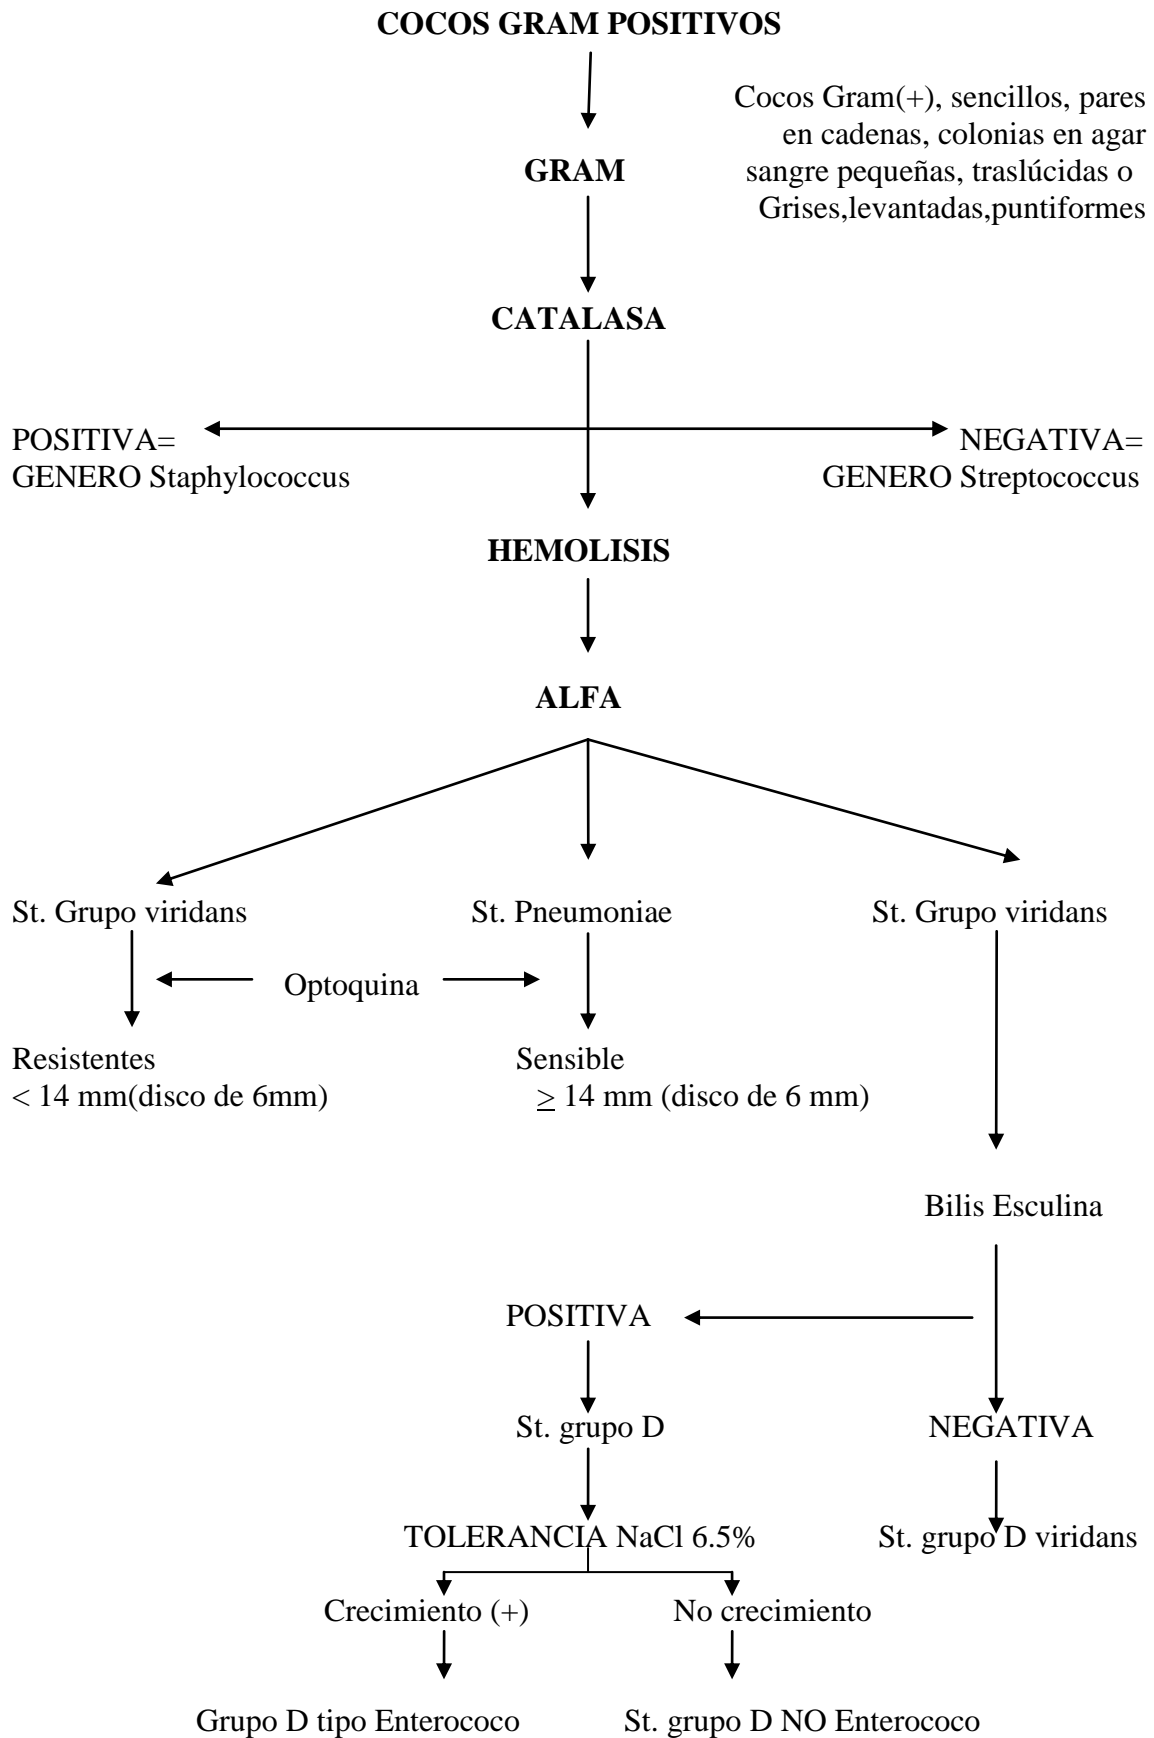 COCOS GRAM POSITIVOS
Cocos Gram(+), sencillos, pares
en cadenas, colonias en agar
sangre pequeñas, traslúcidas o
Grises,levantadas,puntiformes
GRAM
CATALASA
POSITIVA=
GENERO Staphylococcus
NEGATIVA=
GENERO Streptococcus
HEMOLISIS
ALFA
St. Grupo viridans
St. Pneumoniae
St. Grupo viridans
Optoquina
Resistentes
< 14 mm(disco de 6mm)
Sensible
≥ 14 mm (disco de 6 mm)
Bilis Esculina
POSITIVA
St. grupo D
NEGATIVA
TOLERANCIA NaCl 6.5%
St. grupo D viridans
Crecimiento (+)
No crecimiento
Grupo D tipo Enterococo
St. grupo D NO Enterococo